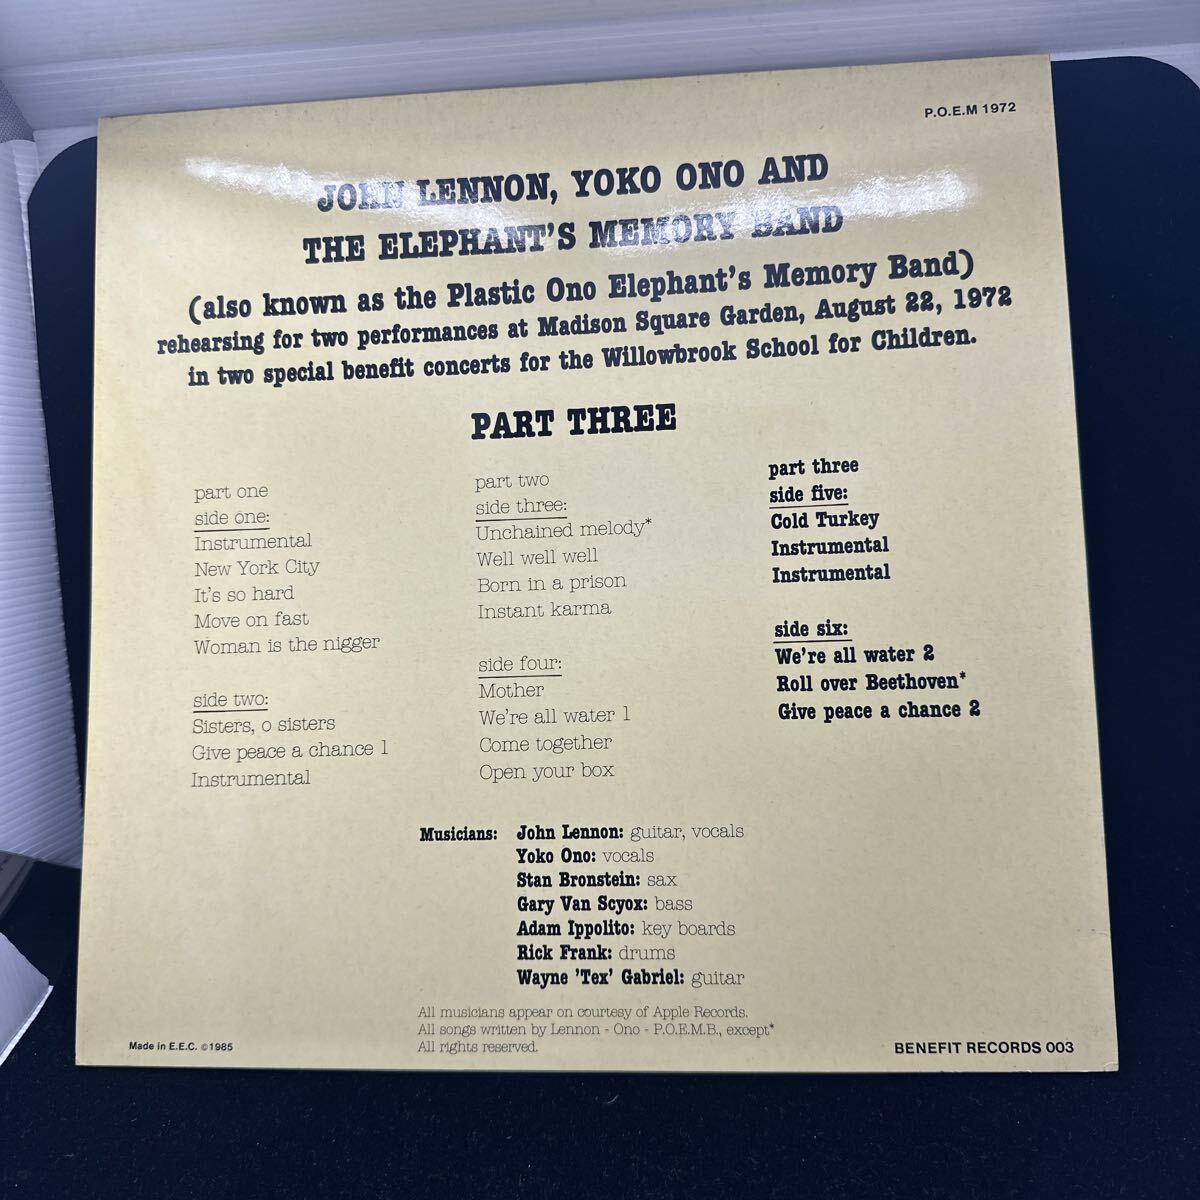 P.O.E.M 1972
JOHN LENNON, YOKO ONO AND
THE ELEPHANT'S MEMORY BAND
(also known as the Plastic Ono Elephant's Memory Band)
rehearsing for two performances at Madison Square Garden, August 22, 1972
in two special benefit concerts for the Willowbrook School for Children.
PART THREE
part one
side one:
Instrumental
New York City
It's so hard
Move on fast
Woman is the nigger
side two:
Sisters, o sisters
Give peace a chance 1
Instrumental
part two
side three:
Unchained melody*
Well well well
Born in a prison
Instant karma
side four:
Mother
We're all water 1
Come together
Open your box
part three
side five:
Cold Turkey
Instrumental
Instrumental
side six:
We're all water 2
Roll over Beethoven*
Give peace a chance 2
Musicians: John Lennon: guitar, vocals
Yoko Ono: vocals
Stan Bronstein: sax
Gary Van Scyox: bass
Adam Ippolito: key boards
Rick Frank: drums
Wayne 'Tex' Gabriel: guitar
All musicians appear on courtesy of Apple Records.
All songs written by Lennon - Ono - P.O.E.M.B., except*
All rights reserved.
Made in E.E.C. ©1985
BENEFIT RECORDS 003